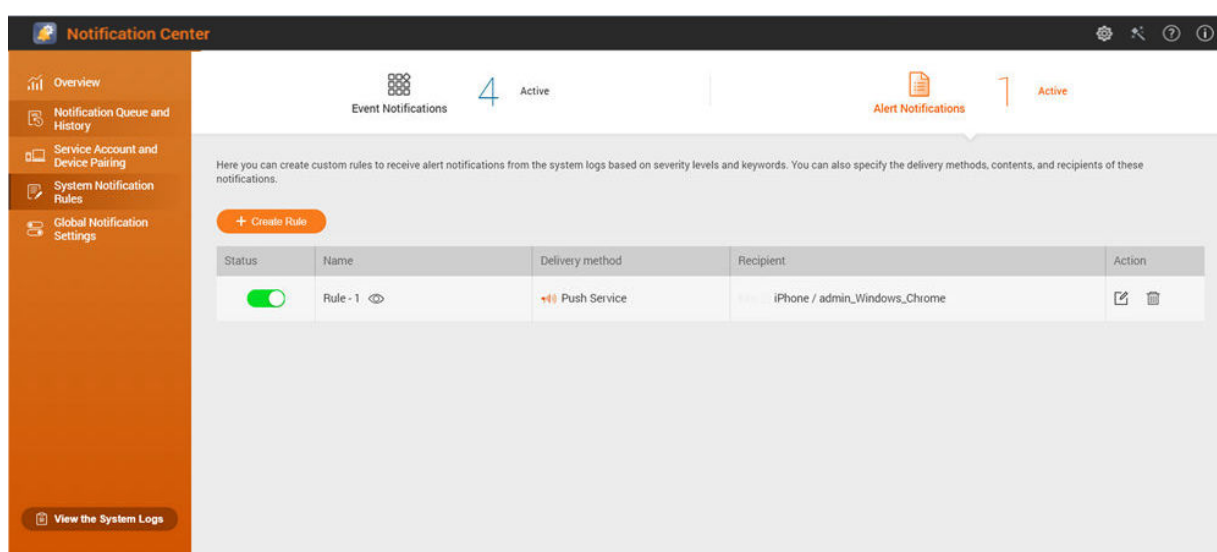 Notification Center
Overview
Notification Queue and
History
Service Account and
Device Pairing
System Notification
Rules
Global Notification
Settings
View the System Logs
Event Notifications
4
Active
Alert Notifications
1
Active
Here you can create custom rules to receive alert notifications from the system logs based on severity levels and keywords. You can also specify the delivery methods, contents, and recipients of these
notifications.
+ Create Rule
Status Name Delivery method Recipient Action
Rule - 1 Push Service iPhone / admin_Windows_Chrome